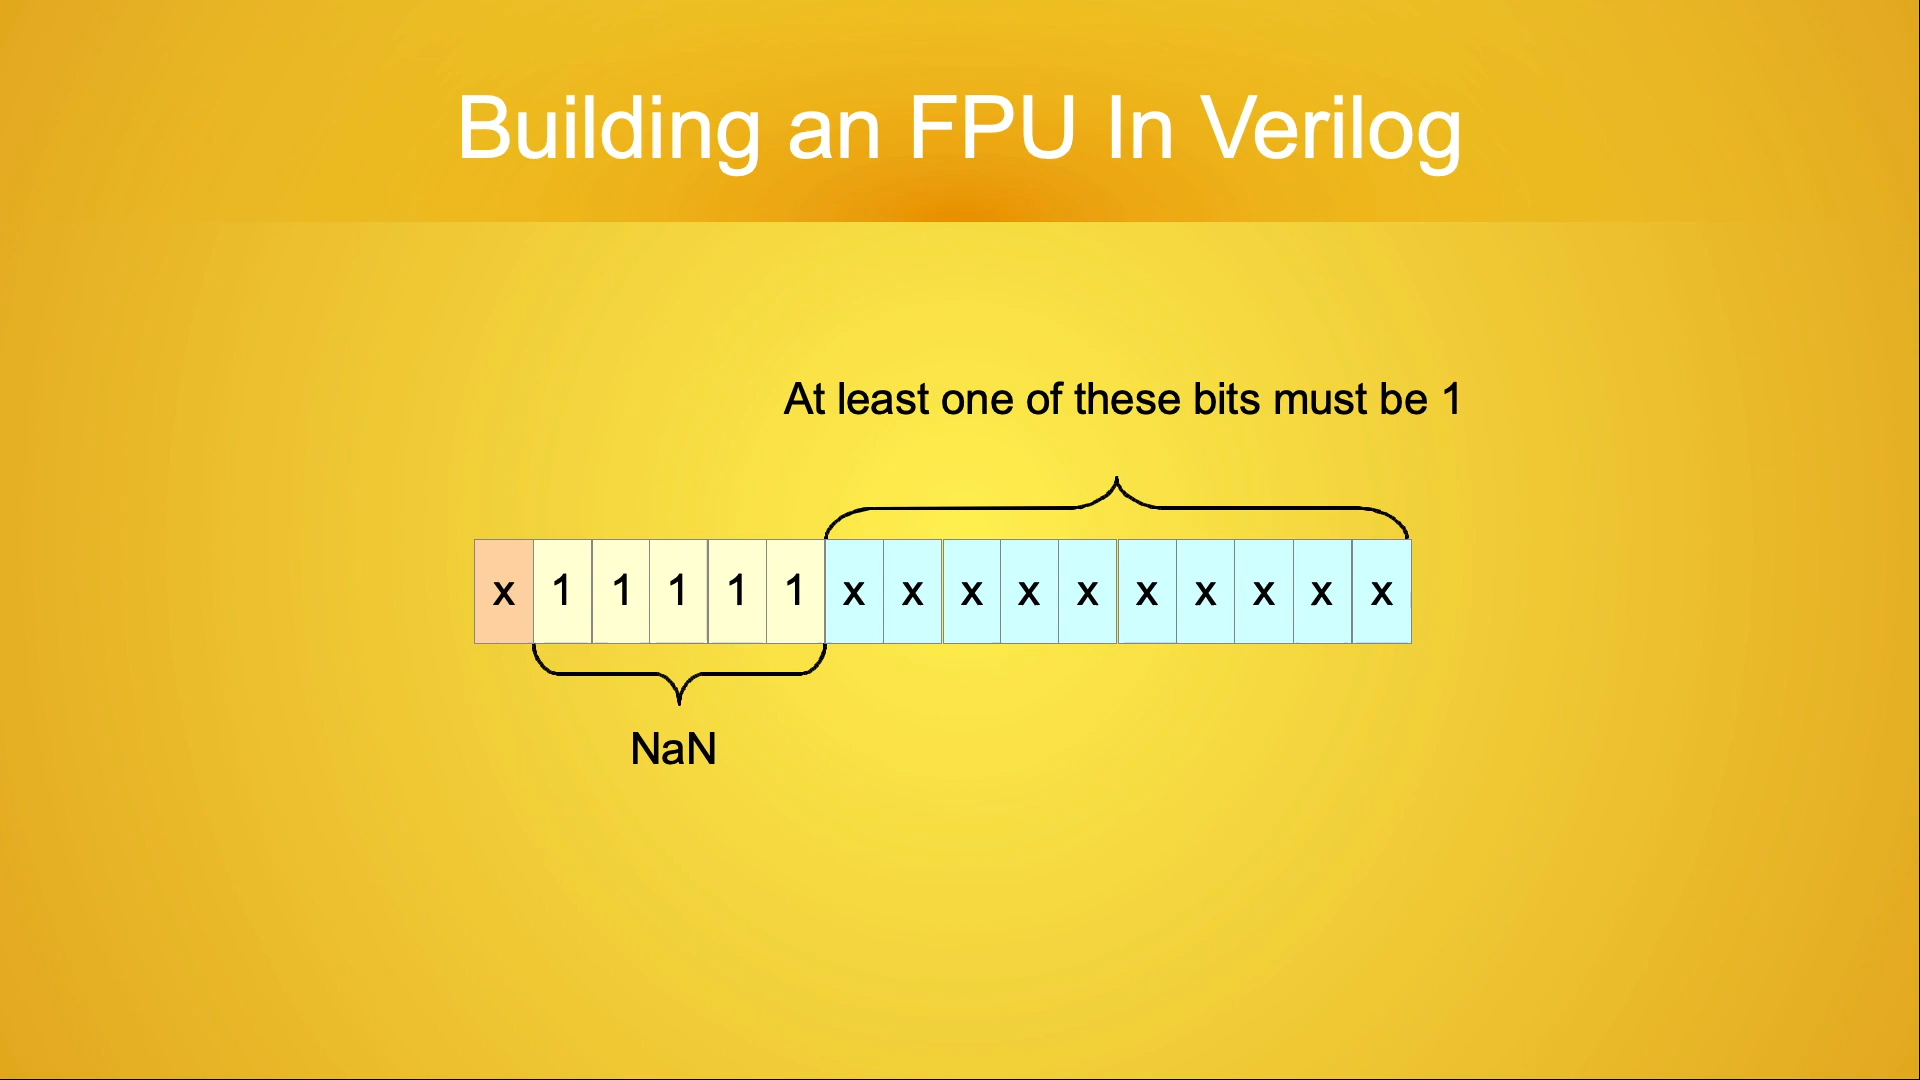 Building an FPU In Verilog
At least one of these bits must be 1
x 1 1 1 1 1 x x x x x x x x x x
NaN